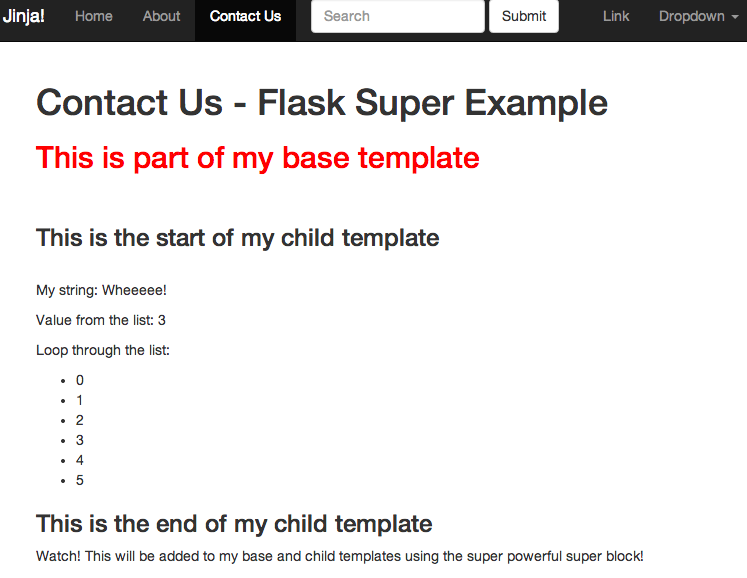 Jinja! Home About Contact Us Search Submit Link Dropdown
Contact Us - Flask Super Example
This is part of my base template
This is the start of my child template
My string: Wheeeee!
Value from the list: 3
Loop through the list:
• 0
• 1
• 2
• 3
• 4
• 5
This is the end of my child template
Watch! This will be added to my base and child templates using the super powerful super block!